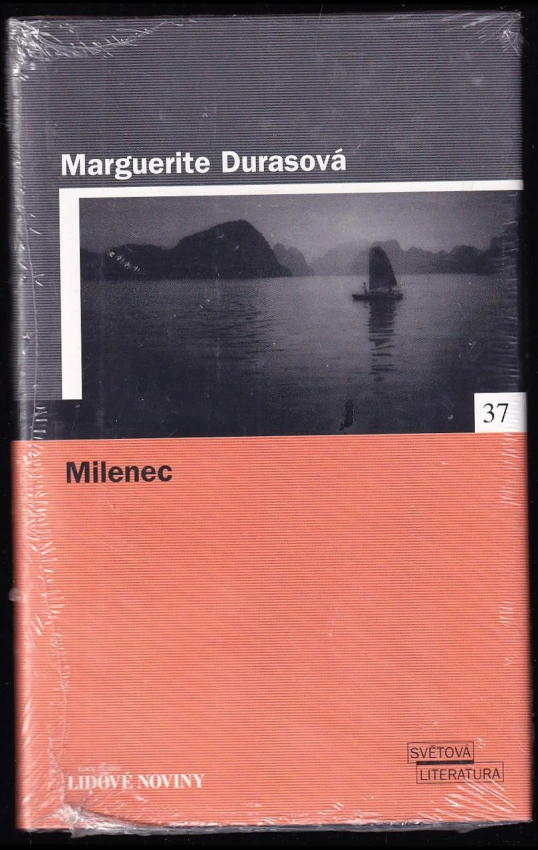 Marguerite Durasová
37
Milenec
LIDOVÉ NOVINY
SVĚTOVÁ
LITERATURA